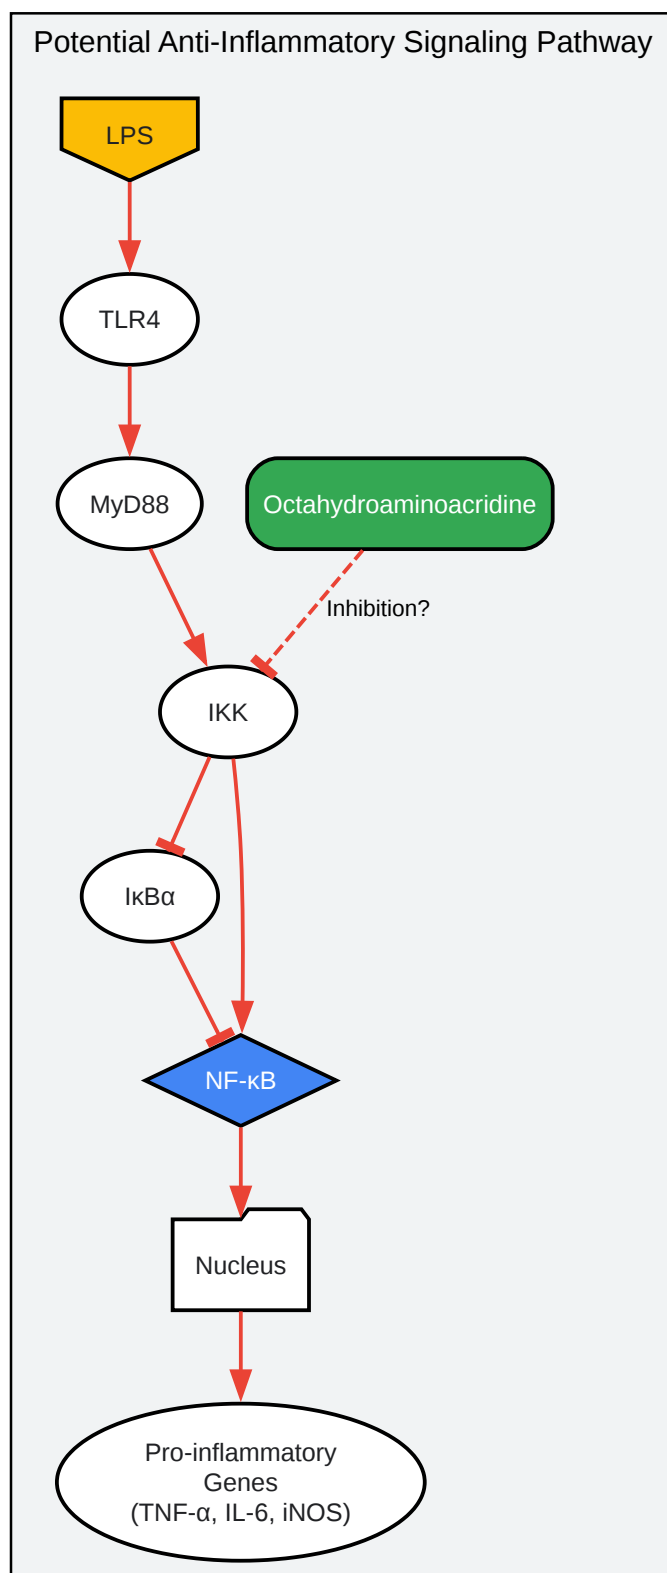 Potential Anti-Inflammatory Signaling Pathway
LPS
TLR4
MyD88
Octahydroaminoacridine
Inhibition?
IKK
IκBα
NF-κB
Nucleus
Pro-inflammatory
Genes
(TNF-α, IL-6, iNOS)